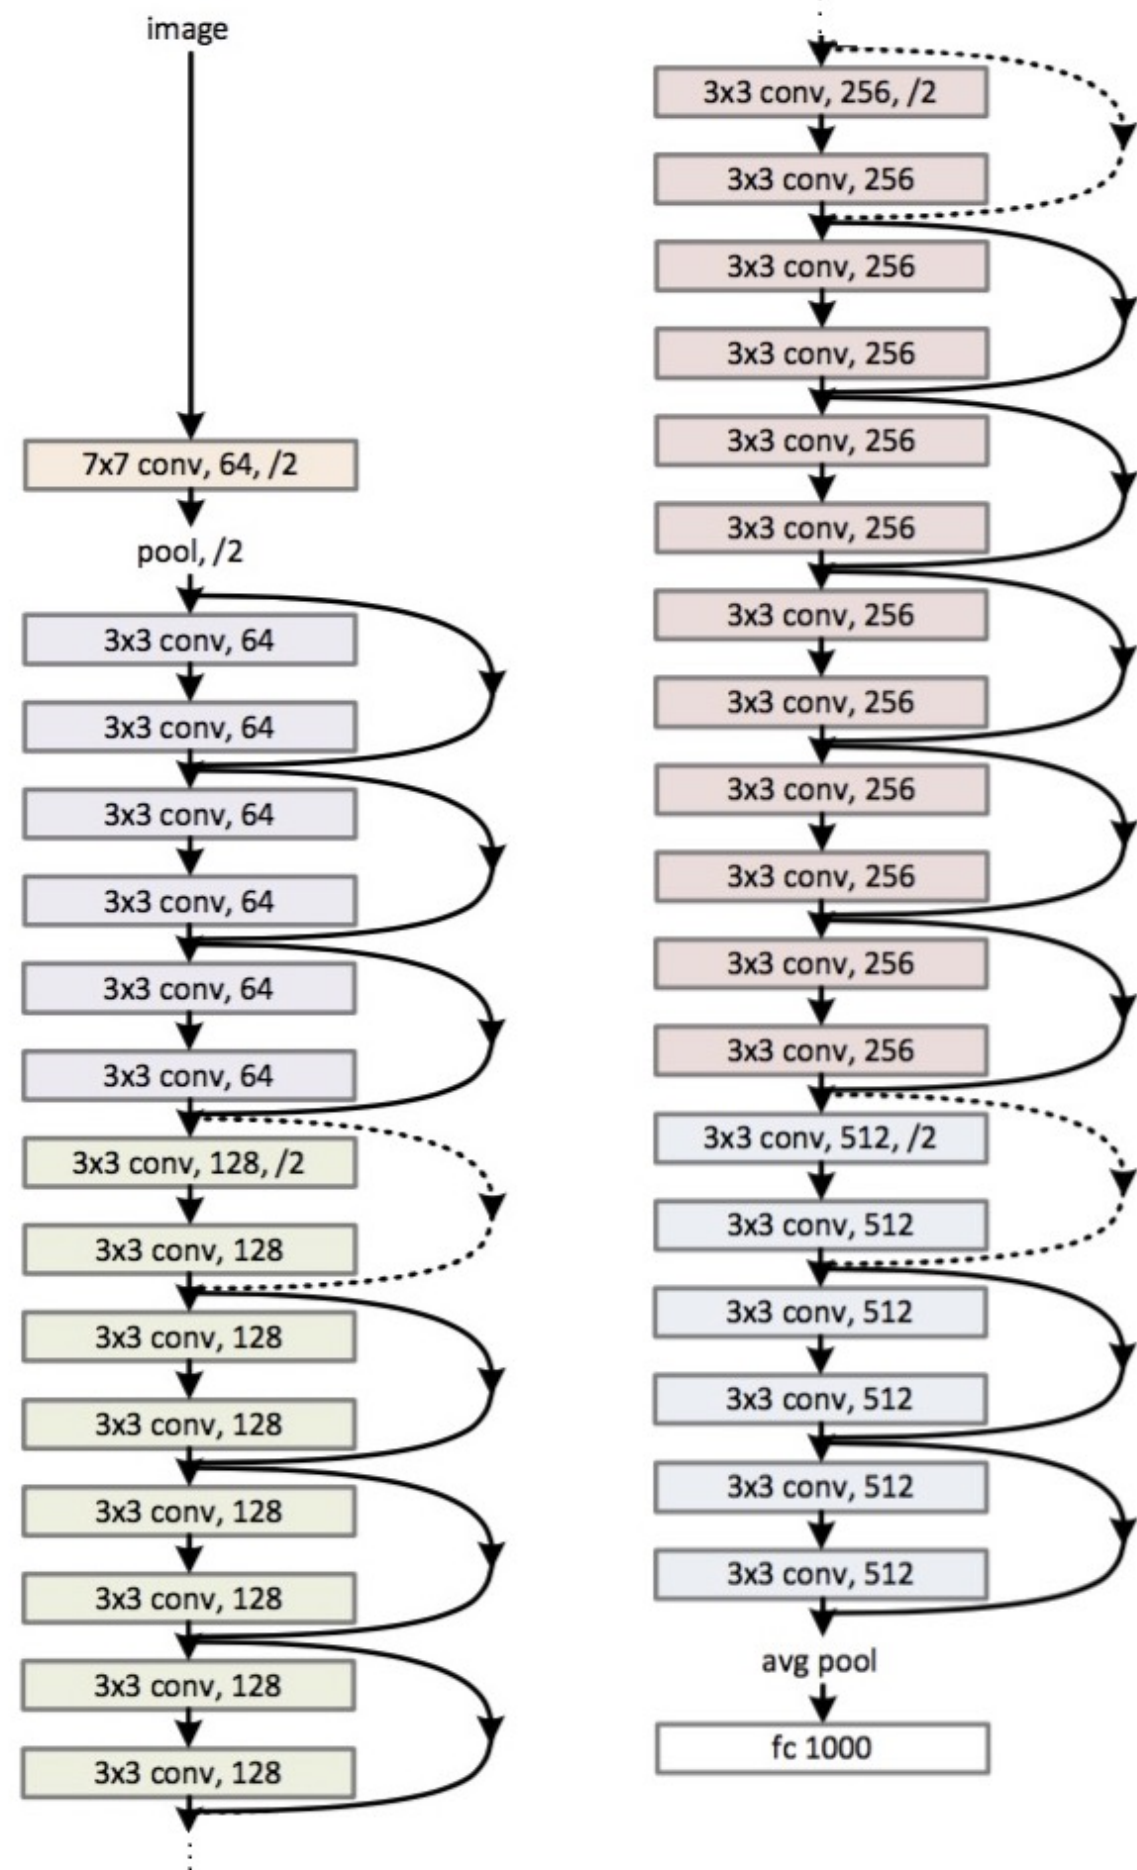 image
7x7 conv, 64, /2
pool, /2
3x3 conv, 64
3x3 conv, 64
3x3 conv, 64
3x3 conv, 64
3x3 conv, 64
3x3 conv, 64
3x3 conv, 128, /2
3x3 conv, 128
3x3 conv, 128
3x3 conv, 128
3x3 conv, 128
3x3 conv, 128
3x3 conv, 128
3x3 conv, 128
3x3 conv, 256, /2
3x3 conv, 256
3x3 conv, 256
3x3 conv, 256
3x3 conv, 256
3x3 conv, 256
3x3 conv, 256
3x3 conv, 256
3x3 conv, 256
3x3 conv, 256
3x3 conv, 256
3x3 conv, 256
3x3 conv, 512, /2
3x3 conv, 512
3x3 conv, 512
3x3 conv, 512
3x3 conv, 512
3x3 conv, 512
avg pool
fc 1000